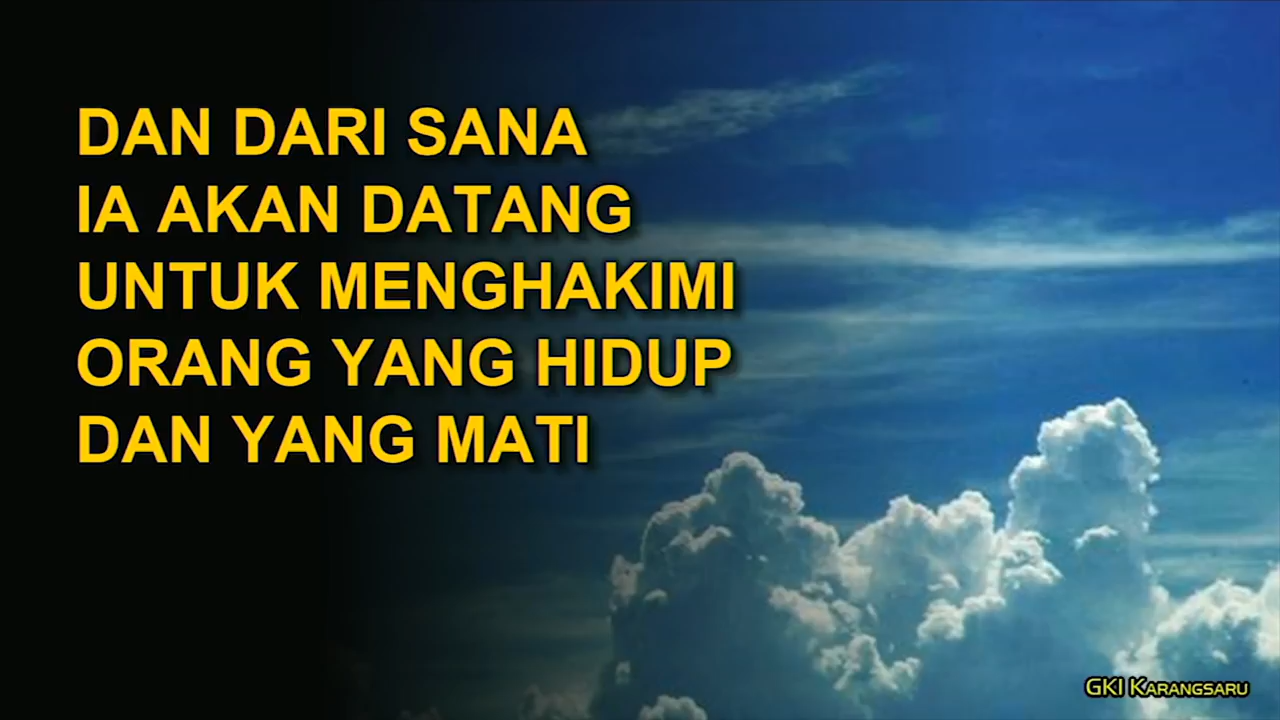 DAN DARI SANA
IA AKAN DATANG
UNTUK MENGHAKIMI
ORANG YANG HIDUP
DAN YANG MATI
GKI KARANGSARU